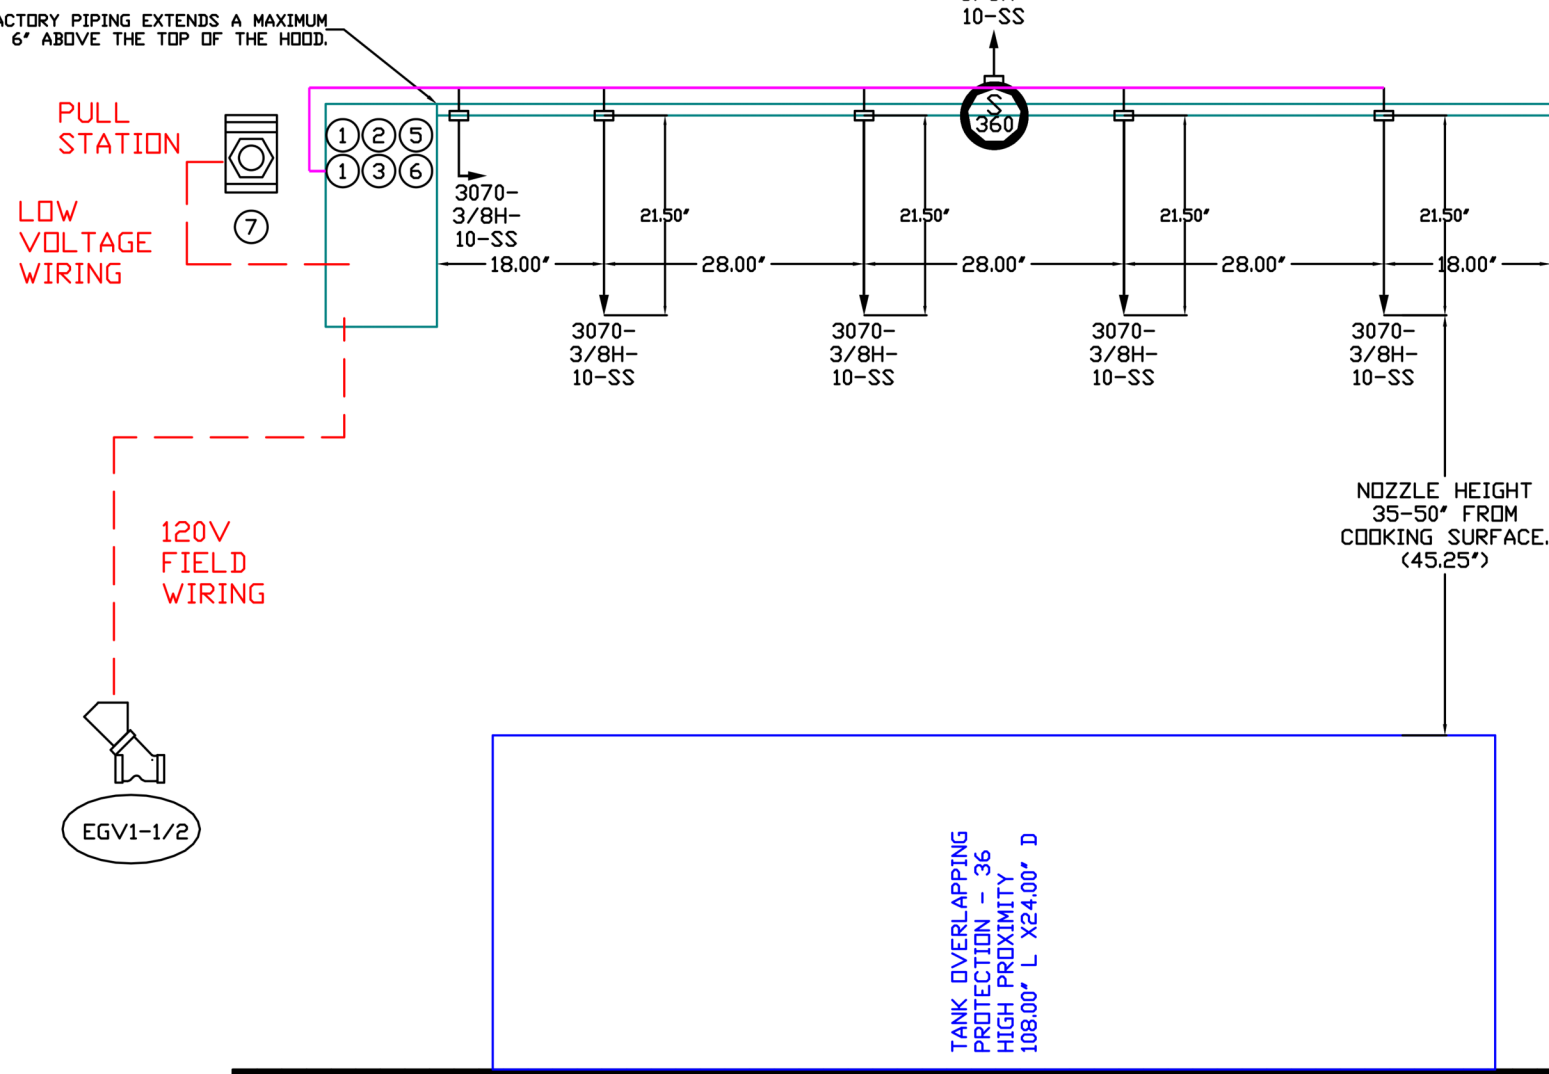 ACTORY PIPING EXTENDS A MAXIMUM
6" ABOVE THE TOP OF THE HOOD.
10-SS
PULL
STATION
1 2 5
1 3 6
7
S
360
LOW
VOLTAGE
WIRING
3070-
3/8H-
10-SS
21.50"
21.50"
21.50"
21.50"
18.00"
28.00"
28.00"
28.00"
18.00"
3070-
3/8H-
10-SS
3070-
3/8H-
10-SS
3070-
3/8H-
10-SS
3070-
3/8H-
10-SS
120V
FIELD
WIRING
NOZZLE HEIGHT
35-50" FROM
COOKING SURFACE.
(45.25")
EGV1-1/2
TANK OVERLAPPING
PROTECTION - 36
HIGH PROXIMITY
108.00" L X24.00" D